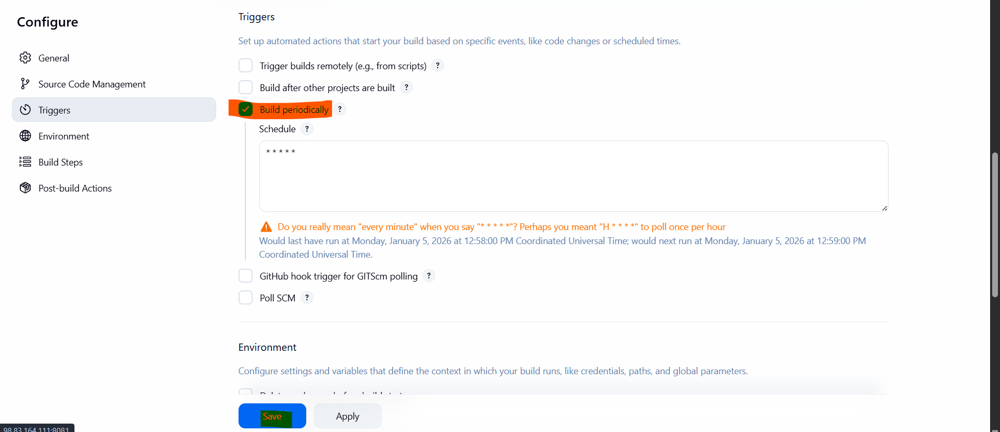 Configure
General
Source Code Management
Triggers
Environment
Build Steps
Post-build Actions
Triggers
Set up automated actions that start your build based on specific events, like code changes or scheduled times.
Trigger builds remotely (e.g., from scripts) ?
Build after other projects are built ?
Build periodically ?
Schedule ?
* * * * *
Do you really mean "every minute" when you say "* * * * *"? Perhaps you meant "H * * * *" to poll once per hour
Would last have run at Monday, January 5, 2026 at 12:58:00 PM Coordinated Universal Time; would next run at Monday, January 5, 2026 at 12:59:00 PM
Coordinated Universal Time.
GitHub hook trigger for GITScm polling ?
Poll SCM ?
Environment
Configure settings and variables that define the context in which your build runs, like credentials, paths, and global parameters.
Save
Apply
98.83.164.111:8081